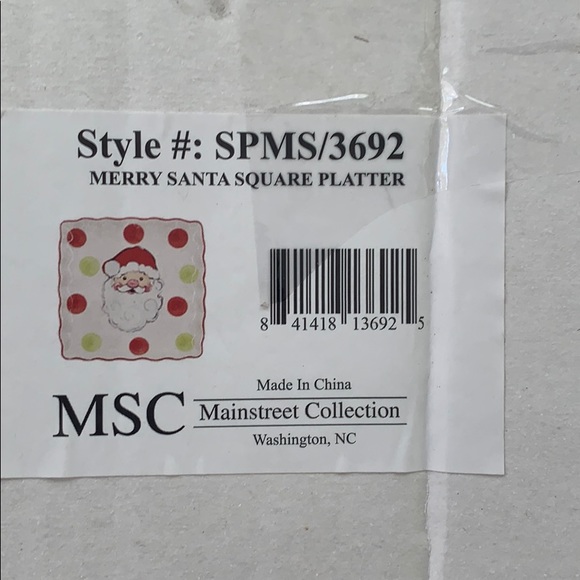 Style #: SPMS/3692
MERRY SANTA SQUARE PLATTER
8 41418 13692 5
Made In China
MSC Mainstreet Collection
Washington, NC